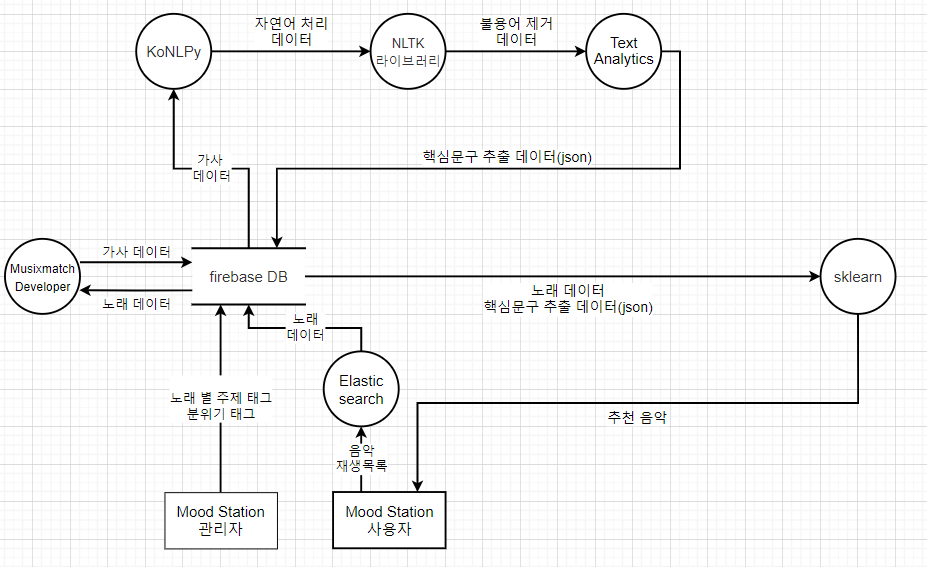 KoNLPy
자연어 처리
데이터
NLTK
라이브러리
불용어 제거
데이터
Text
Analytics
가사
데이터
핵심문구 추출 데이터(json)
Musixmatch
Developer
가사 데이터
노래 데이터
firebase DB
노래 데이터
핵심문구 추출 데이터(json)
sklearn
노래
데이터
노래 별 주제 태그
분위기 태그
Elastic
search
추천 음악
음악
재생목록
Mood Station
관리자
Mood Station
사용자